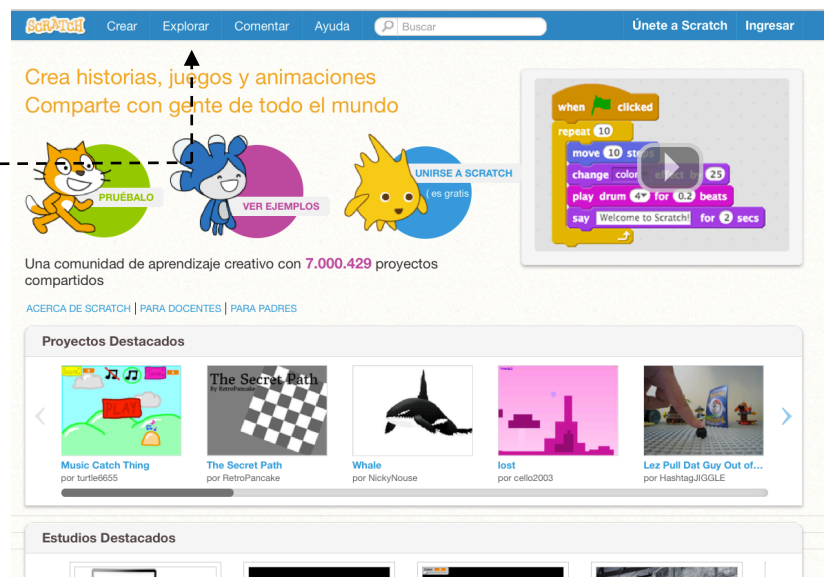 SCRATCH Crear Explorar Comentar Ayuda Buscar Únete a Scratch Ingresar
Crea historias, juegos y animaciones
Comparte con gente de todo el mundo
PRUÉBALO
VER EJEMPLOS
UNIRSE A SCRATCH
( es gratis
when clicked
repeat 10
move 10 steps
change color effect by 25
play drum 4 for 0.2 beats
say Welcome to Scratch! for 2 secs
Una comunidad de aprendizaje creativo con 7.000.429 proyectos
compartidos
ACERCA DE SCRATCH | PARA DOCENTES | PARA PADRES
Proyectos Destacados
PLAY
The Secret Path
By RetroPancake
Music Catch Thing
por turtle6655
The Secret Path
por RetroPancake
Whale
por NickyNouse
lost
por cello2003
Lez Pull Dat Guy Out of...
por HashtagJIGGLE
Estudios Destacados